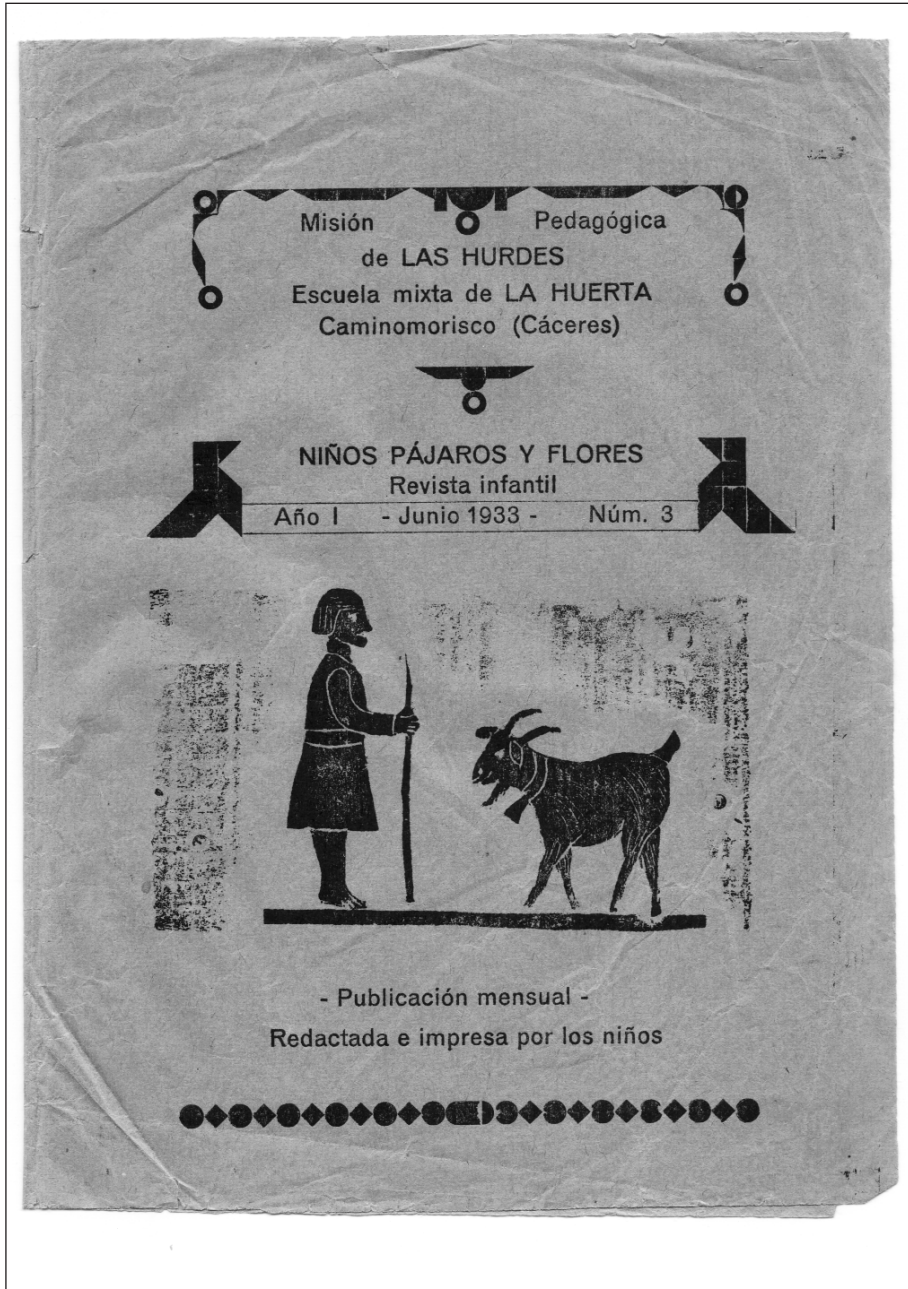 Misión Pedagógica
de LAS HURDES
Escuela mixta de LA HUERTA
Caminomorisco (Cáceres)
NIÑOS PÁJAROS Y FLORES
Revista infantil
Año I - Junio 1933 - Núm. 3
- Publicación mensual -
Redactada e impresa por los niños